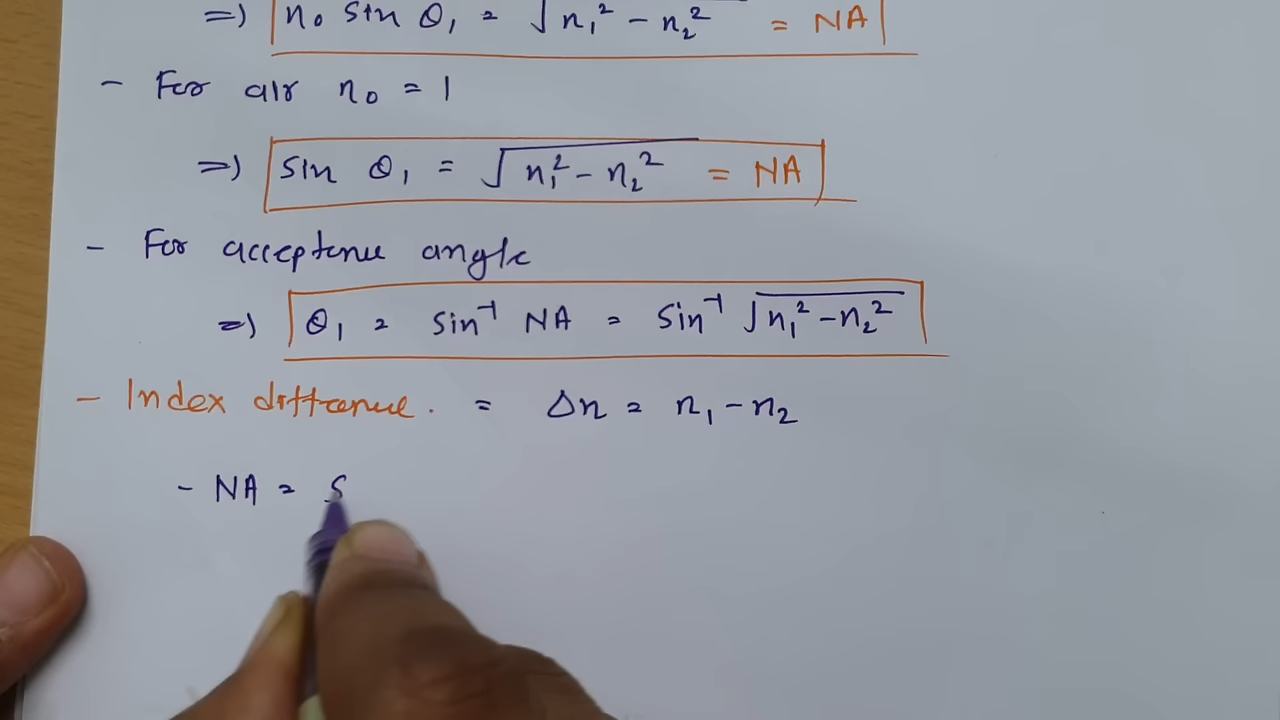 =) n₀ sin θ₁ = √n₁² - n₂² = NA
- For air n₀ = 1
=) sin θ₁ = √n₁² - n₂² = NA
- For acceptance angle
=) θ₁ = sin⁻¹ NA = sin⁻¹ √n₁² - n₂²
- Index difference. = Δn = n₁ - n₂
- NA = S